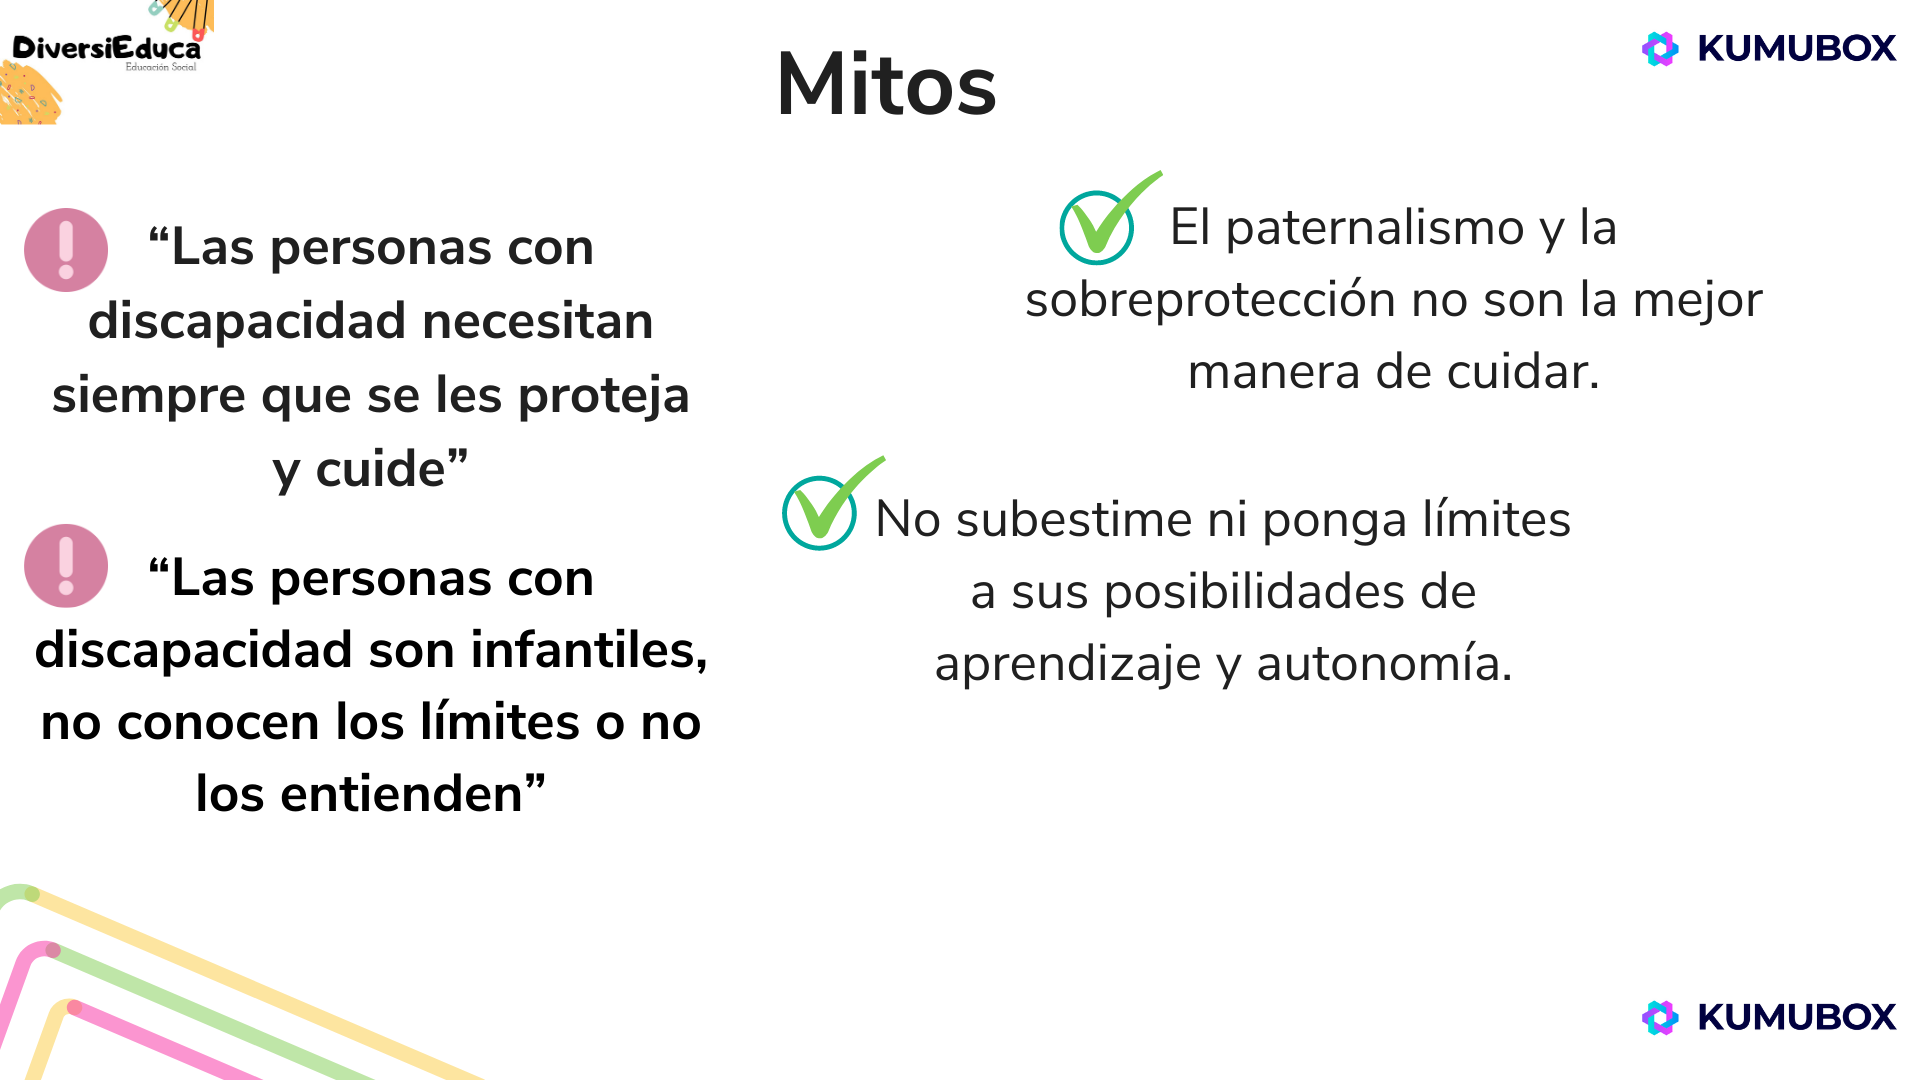 DiversiEduca
Educación Social
KUMUBOX
Mitos
“Las personas con
discapacidad necesitan
siempre que se les proteja
y cuide”
“Las personas con
discapacidad son infantiles,
no conocen los límites o no
los entienden”
El paternalismo y la
sobreprotección no son la mejor
manera de cuidar.
No subestime ni ponga límites
a sus posibilidades de
aprendizaje y autonomía.
KUMUBOX